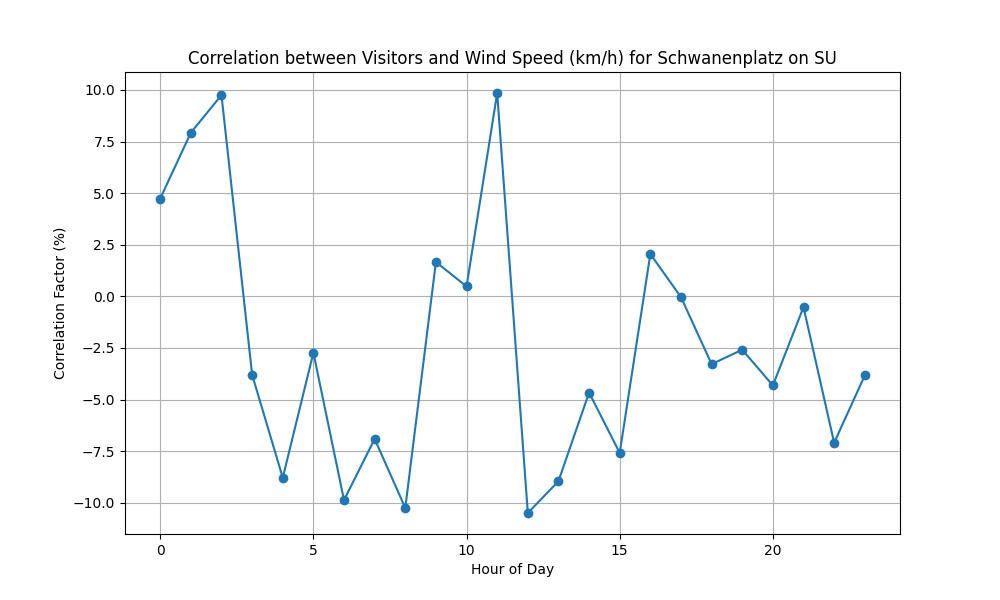 Correlation between Visitors and Wind Speed (km/h) for Schwanenplatz on SU
Correlation Factor (%)
10.0
7.5
5.0
2.5
0.0
−2.5
−5.0
−7.5
−10.0
0 5 10 15 20
Hour of Day